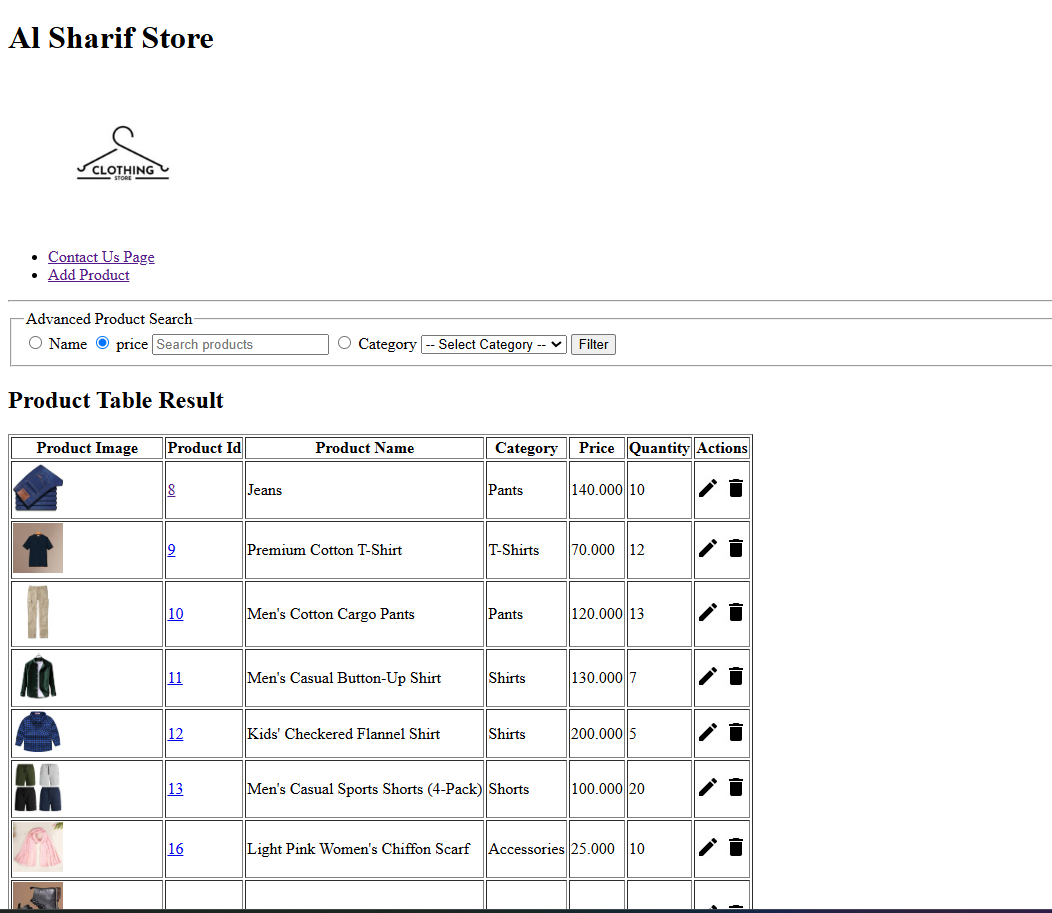 Al Sharif Store
CLOTHING
STORE
Contact Us Page
Add Product
Advanced Product Search
Name price Search products Category -- Select Category -- Filter
Product Table Result
Product Image Product Id Product Name Category Price Quantity Actions
8 Jeans Pants 140.000 10
9 Premium Cotton T-Shirt T-Shirts 70.000 12
10 Men's Cotton Cargo Pants Pants 120.000 13
11 Men's Casual Button-Up Shirt Shirts 130.000 7
12 Kids' Checkered Flannel Shirt Shirts 200.000 5
13 Men's Casual Sports Shorts (4-Pack) Shorts 100.000 20
16 Light Pink Women's Chiffon Scarf Accessories 25.000 10